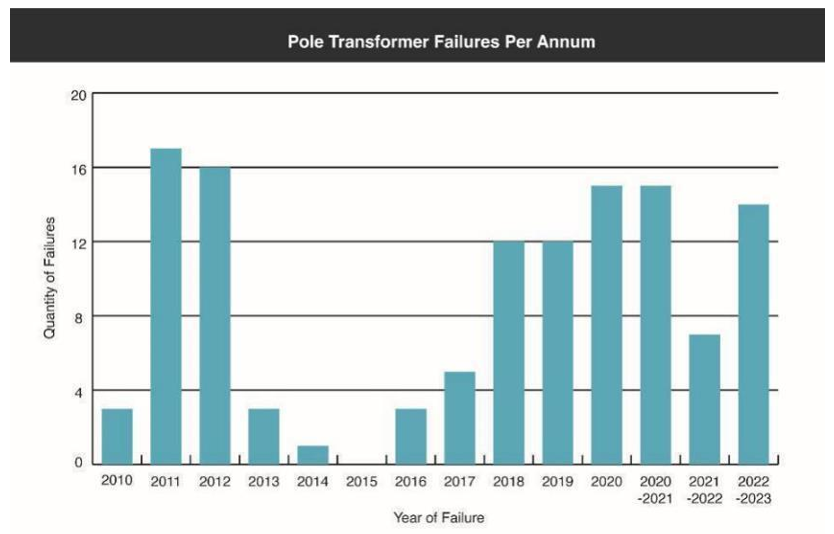 Pole Transformer Failures Per Annum
20
16
12
8
4
0
Quantity of Failures
2010 2011 2012 2013 2014 2015 2016 2017 2018 2019 2020 2020 2021 2022
-2021 -2022 -2023
Year of Failure